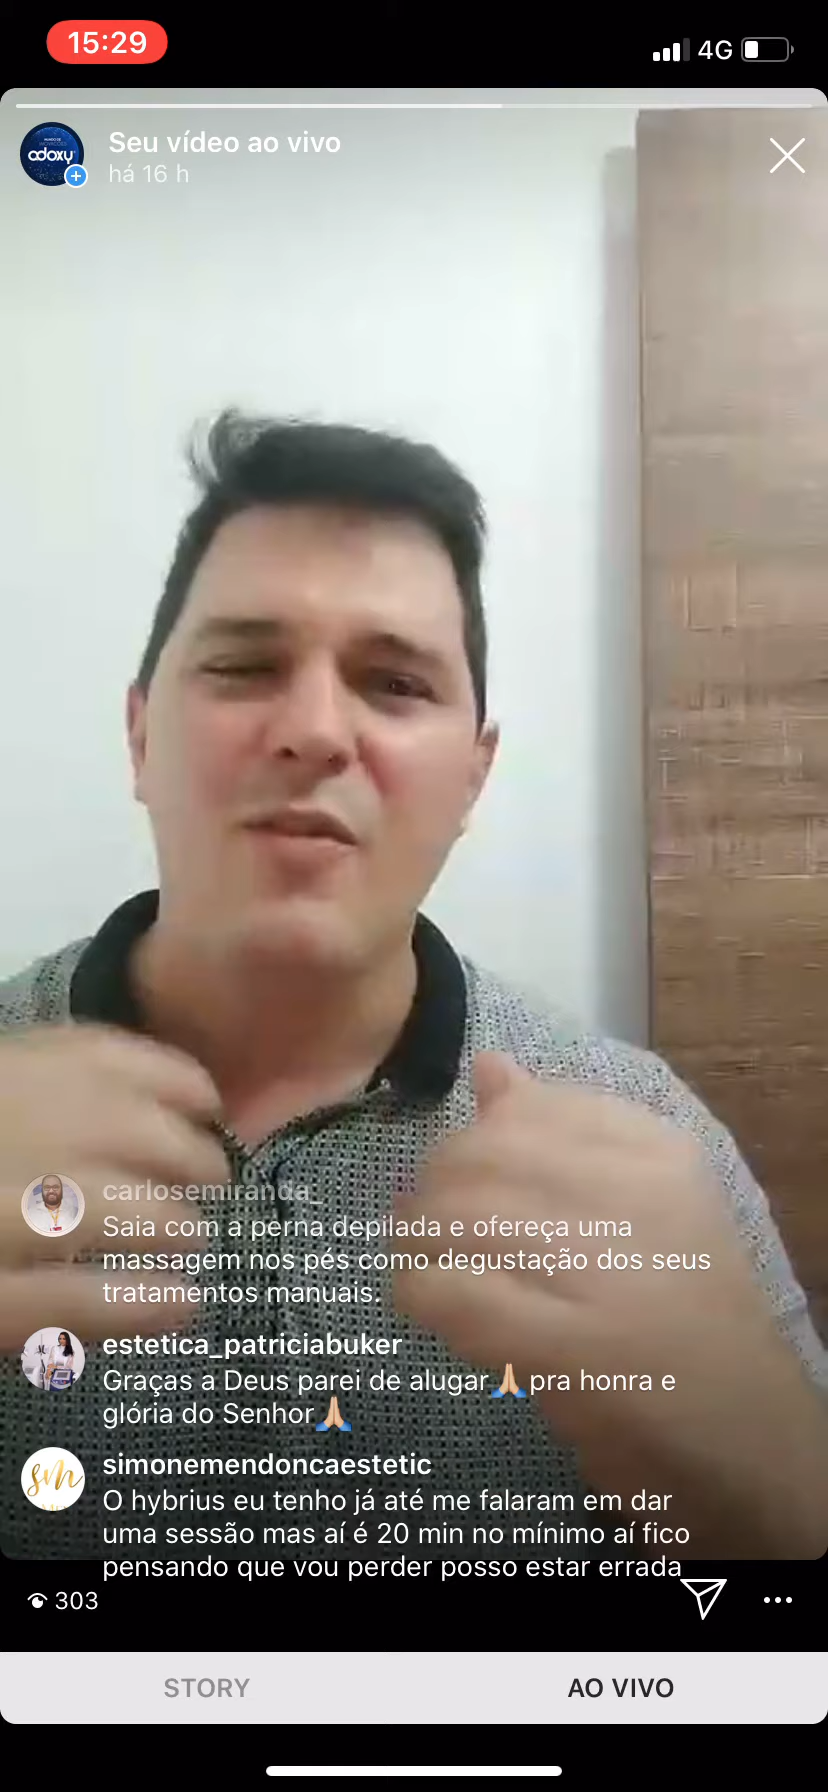 15:29
4G
adoxy
Seu vídeo ao vivo
há 16 h
carlosemiranda_
Saia com a perna depilada e ofereça uma
massagem nos pés como degustação dos seus
tratamentos manuais.
estetica_patriciabuker
Graças a Deus parei de alugar🙏🏼pra honra e
glória do Senhor🙏🏼
sm
simonemendoncaestetic
O hybrius eu tenho já até me falaram em dar
uma sessão mas aí é 20 min no mínimo aí fico
pensando que vou perder posso estar errada
303
STORY
AO VIVO